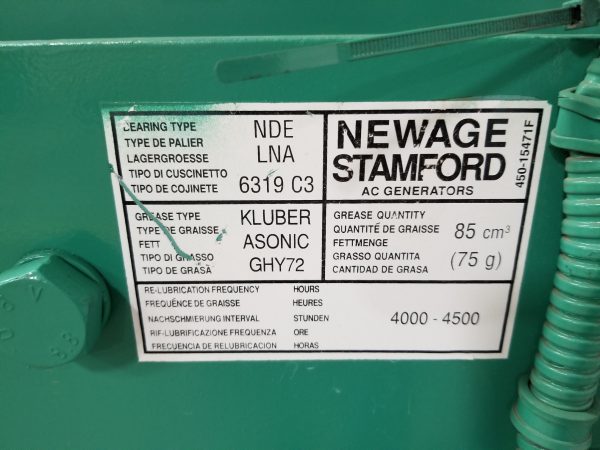 BEARING TYPE
TYPE DE PALIER
LAGERGROESSE
TIPO DI CUSCINETTO
TIPO DE COJINETE
NDE
LNA
6319 C3
NEWAGE
STAMFORD
AC GENERATORS
450-15471F
GREASE TYPE
TYPE DE GRAISSE
FETT
TIPO DI GRASSO
TIPO DE GRASA
KLUBER
ASONIC
GHY72
GREASE QUANTITY
QUANTITÉ DE GRAISSE
FETTMENGE
GRASSO QUANTITA
CANTIDAD DE GRASA
85 cm³
(75 g)
RE-LUBRICATION FREQUENCY HOURS
FREQUÊNCE DE GRAISSE HEURES
NACHSCHMIERUNG INTERVAL STUNDEN
RIF-LUBRIFICAZIONE FREQUENZA ORE
FRECUENCIA DE RELUBRICACION HORAS
4000 - 4500
8.8